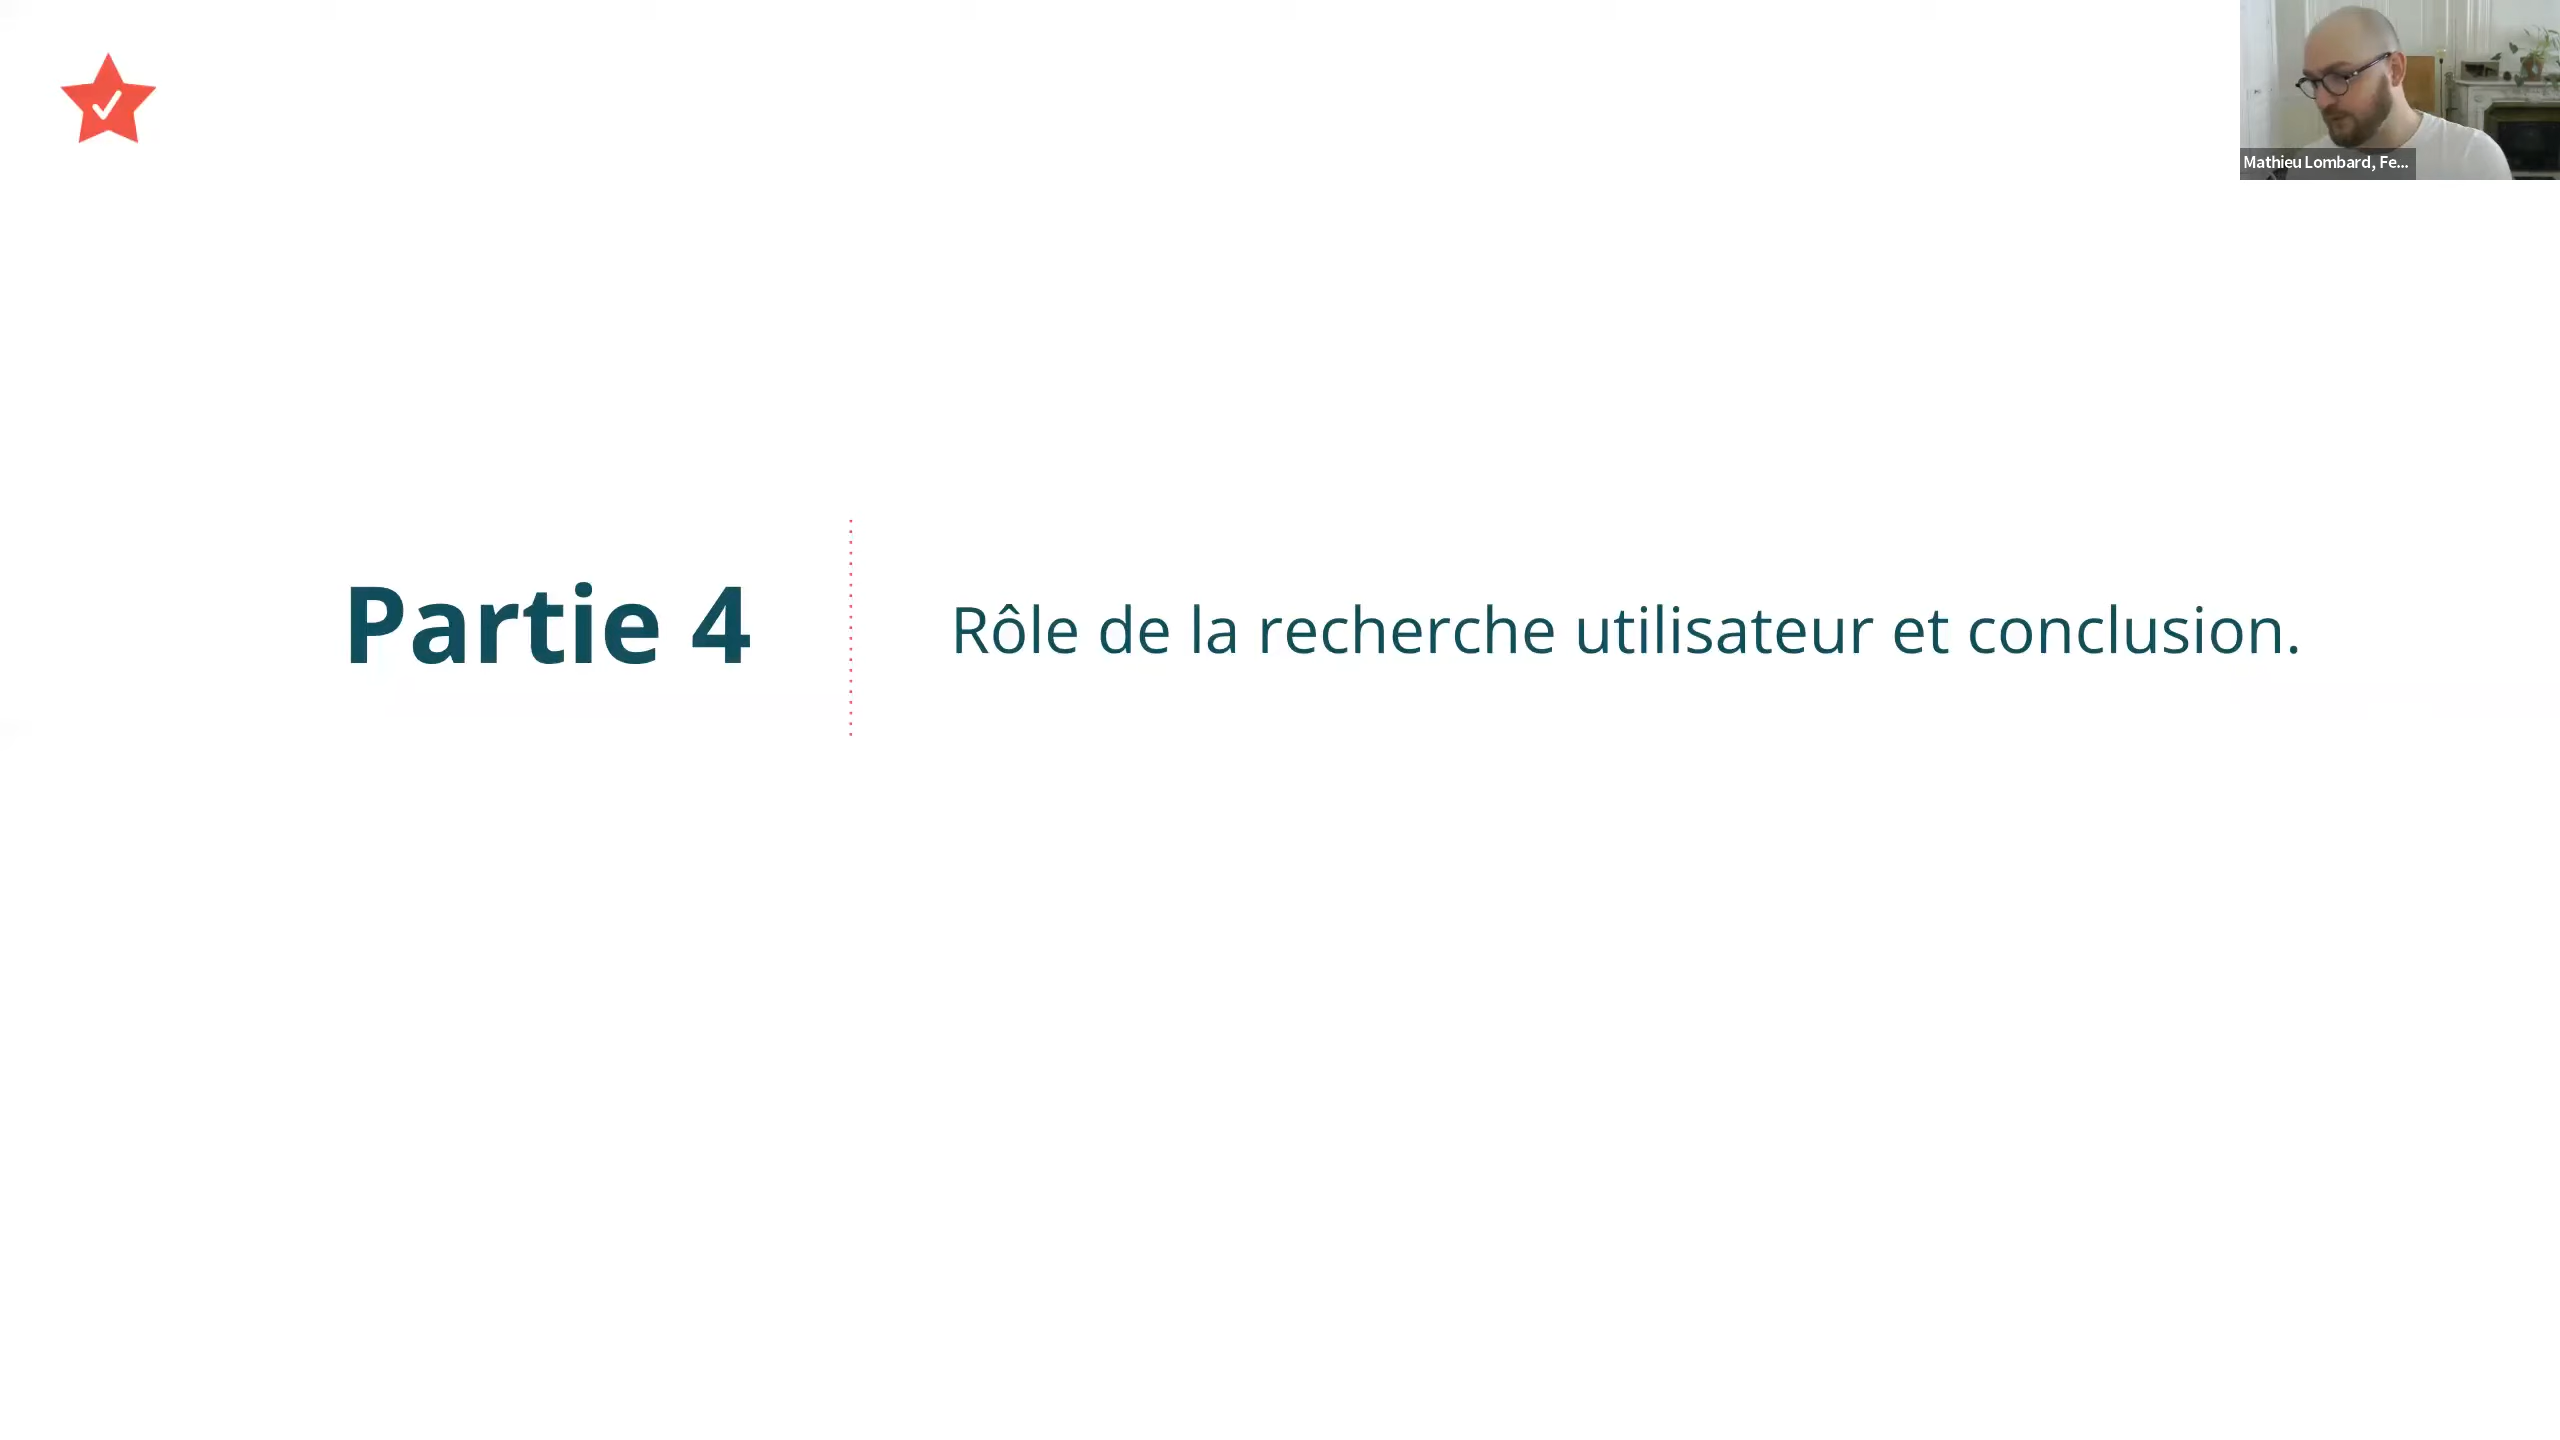 Mathieu Lombard, Fe...
Partie 4
Rôle de la recherche utilisateur et conclusion.